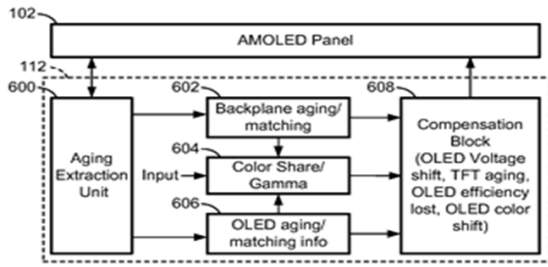 102
AMOLED Panel
112
600
Aging
Extraction
Unit
602
Backplane aging/
matching
604
Input
Color Share/
Gamma
606
OLED aging/
matching info
608
Compensation
Block
(OLED Voltage
shift, TFT aging,
OLED efficiency
lost, OLED color
shift)